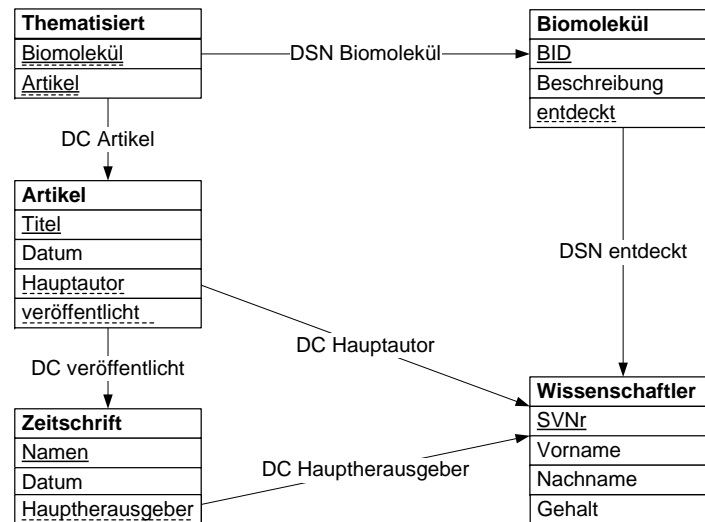 Thematisiert
Biomolekül
Artikel
DSN Biomolekül
Biomolekül
BID
Beschreibung
entdeckt
DC Artikel
Artikel
Titel
Datum
Hauptautor
veröffentlicht
DSN entdeckt
DC Hauptautor
DC veröffentlicht
Zeitschrift
Namen
Datum
Hauptherausgeber
DC Hauptherausgeber
Wissenschaftler
SVNr
Vorname
Nachname
Gehalt